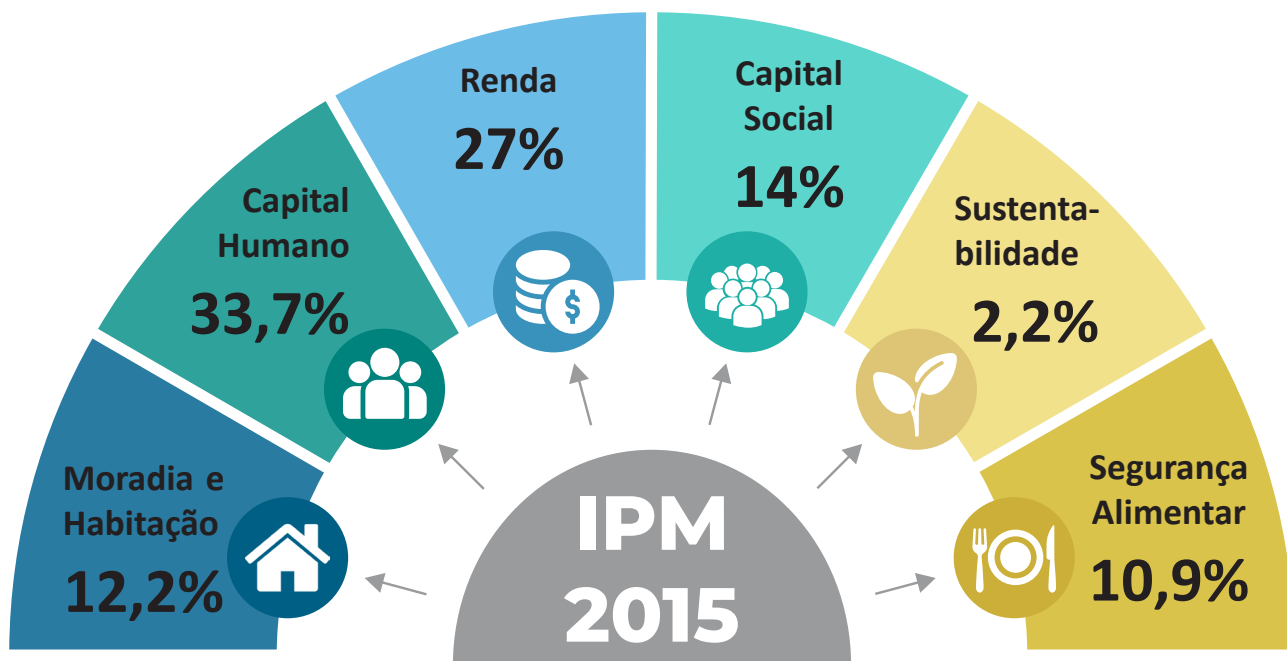 Moradia e
Habitação
12,2%
Capital
Humano
33,7%
Renda
27%
Capital
Social
14%
Sustenta-
bilidade
2,2%
Segurança
Alimentar
10,9%
IPM
2015
$